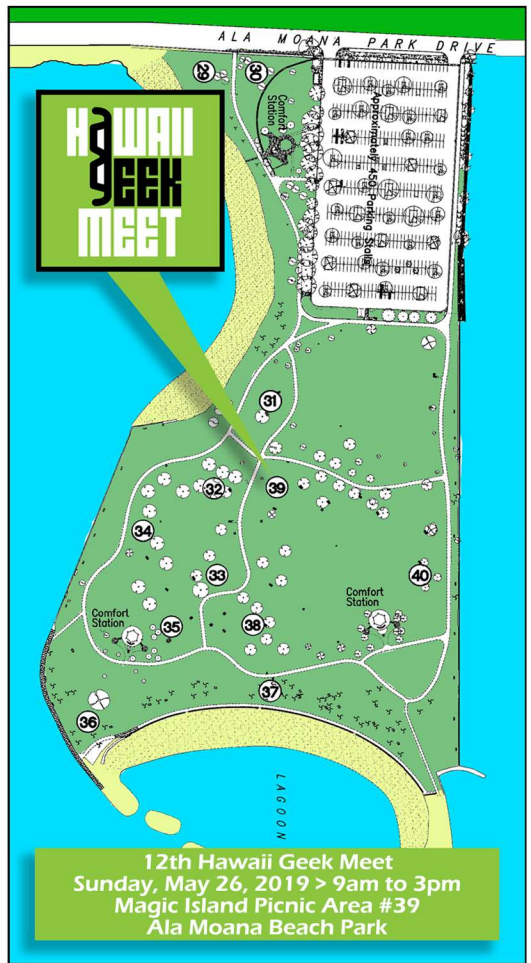 ALA MOANA PARK DRIVE
29
30
Comfort
Station
Approximately 450 Parking Stalls
HAWAII
GEEK
MEET
31
32
39
34
33
40
Comfort
Station
Comfort
Station
35
38
37
36
LAGOON
12th Hawaii Geek Meet
Sunday, May 26, 2019 > 9am to 3pm
Magic Island Picnic Area #39
Ala Moana Beach Park